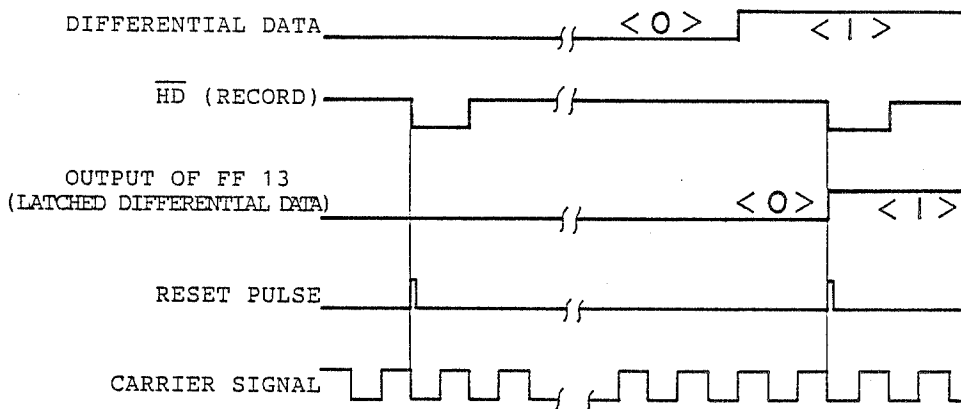 DIFFERENTIAL DATA
<0>
<1>
HD (RECORD)
OUTPUT OF FF 13
(LATCHED DIFFERENTIAL DATA)
<0>
<1>
RESET PULSE
CARRIER SIGNAL